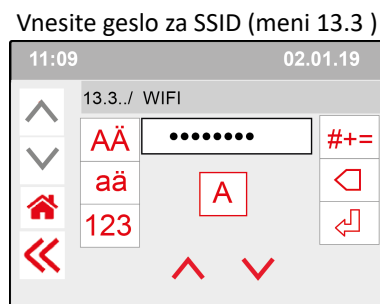 Vnesite geslo za SSID (meni 13.3 )
11:09 02.01.19
13.3../ WIFI
AÄ •••••••• #+=
aä A
123